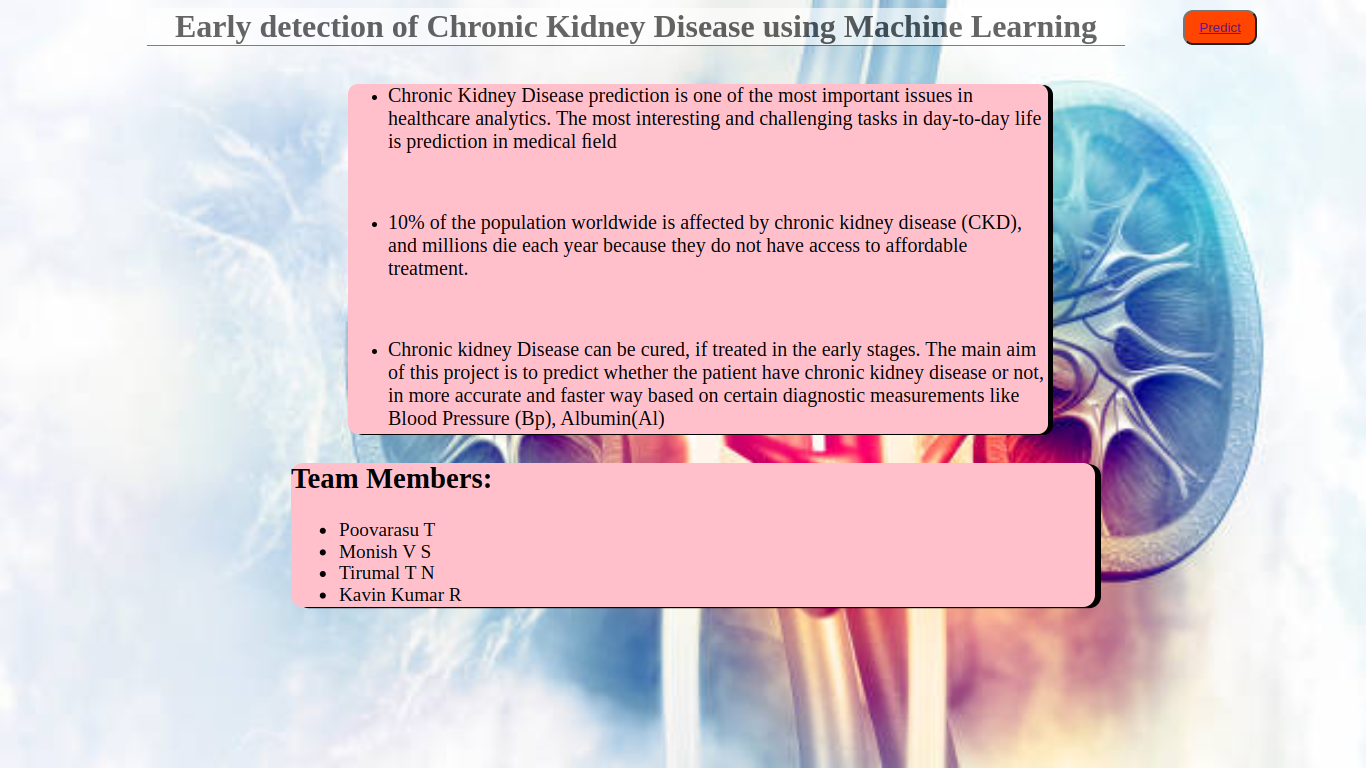 Early detection of Chronic Kidney Disease using Machine Learning
Predict
• Chronic Kidney Disease prediction is one of the most important issues in
healthcare analytics. The most interesting and challenging tasks in day-to-day life
is prediction in medical field
• 10% of the population worldwide is affected by chronic kidney disease (CKD),
and millions die each year because they do not have access to affordable
treatment.
• Chronic kidney Disease can be cured, if treated in the early stages. The main aim
of this project is to predict whether the patient have chronic kidney disease or not,
in more accurate and faster way based on certain diagnostic measurements like
Blood Pressure (Bp), Albumin(Al)
Team Members:
• Poovarasu T
• Monish V S
• Tirumal T N
• Kavin Kumar R